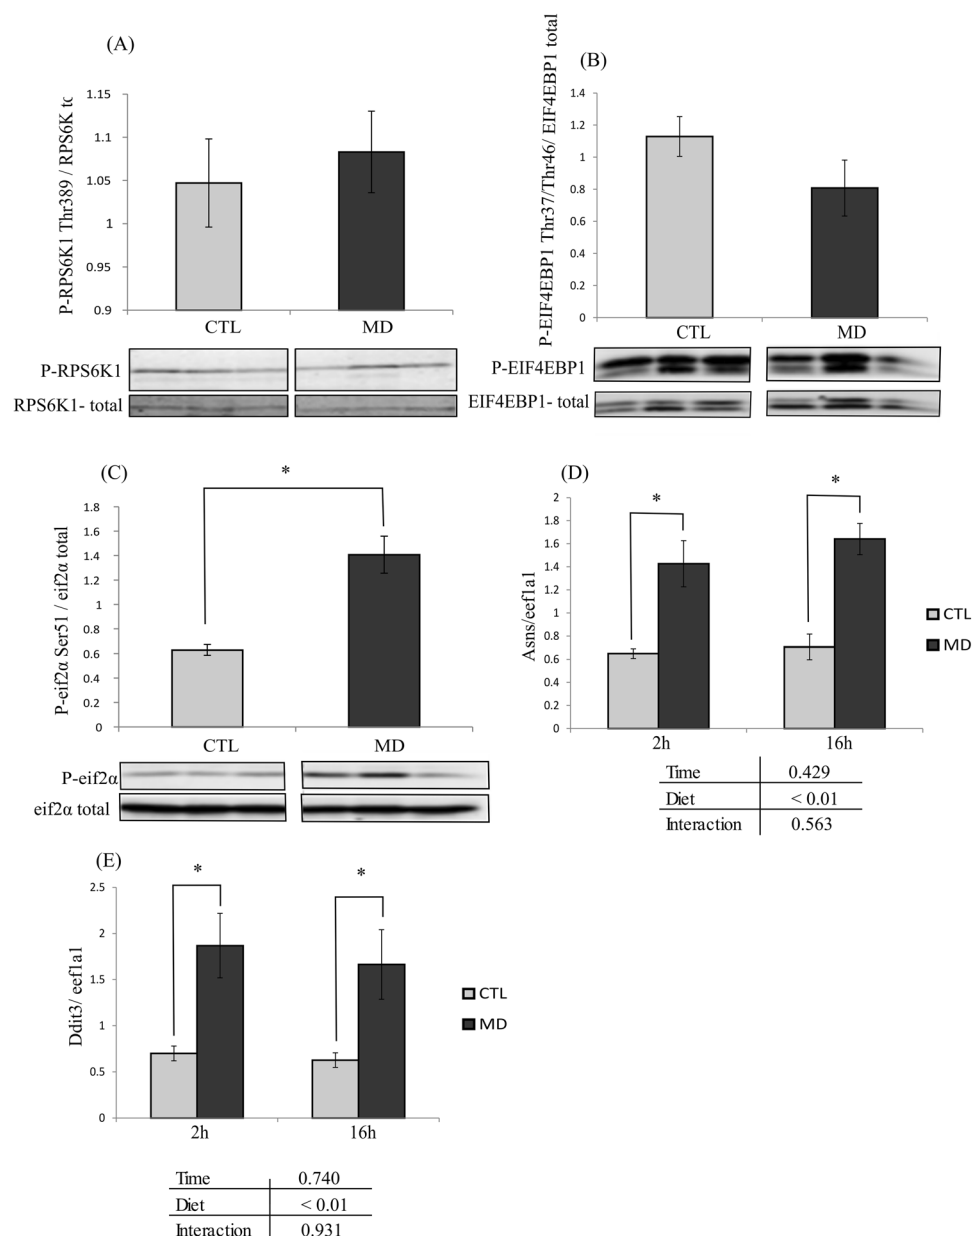 (A)
P-RPS6K1 Thr389 / RPS6K tc
1.15
1.1
1.05
1
0.95
0.9
CTL MD
P-RPS6K1
RPS6K1- total
(B)
P-EIF4EBP1 Thr37/Thr46/ EIF4EBP1 total
1.4
1.2
1
0.8
0.6
0.4
0.2
0
CTL MD
P-EIF4EBP1
EIF4EBP1- total
(C)
*
P-eif2α Ser51 / eif2α total
1.8
1.6
1.4
1.2
1
0.8
0.6
0.4
0.2
0
CTL MD
P-eif2α
eif2α total
(D)
* *
Asns/eef1a1
2
1.8
1.6
1.4
1.2
1
0.8
0.6
0.4
0.2
0
2h 16h
CTL
MD
Time 0.429
Diet < 0.01
Interaction 0.563
(E)
* *
Ddit3/ eef1a1
2.5
2
1.5
1
0.5
0
2h 16h
CTL
MD
Time 0.740
Diet < 0.01
Interaction 0.931